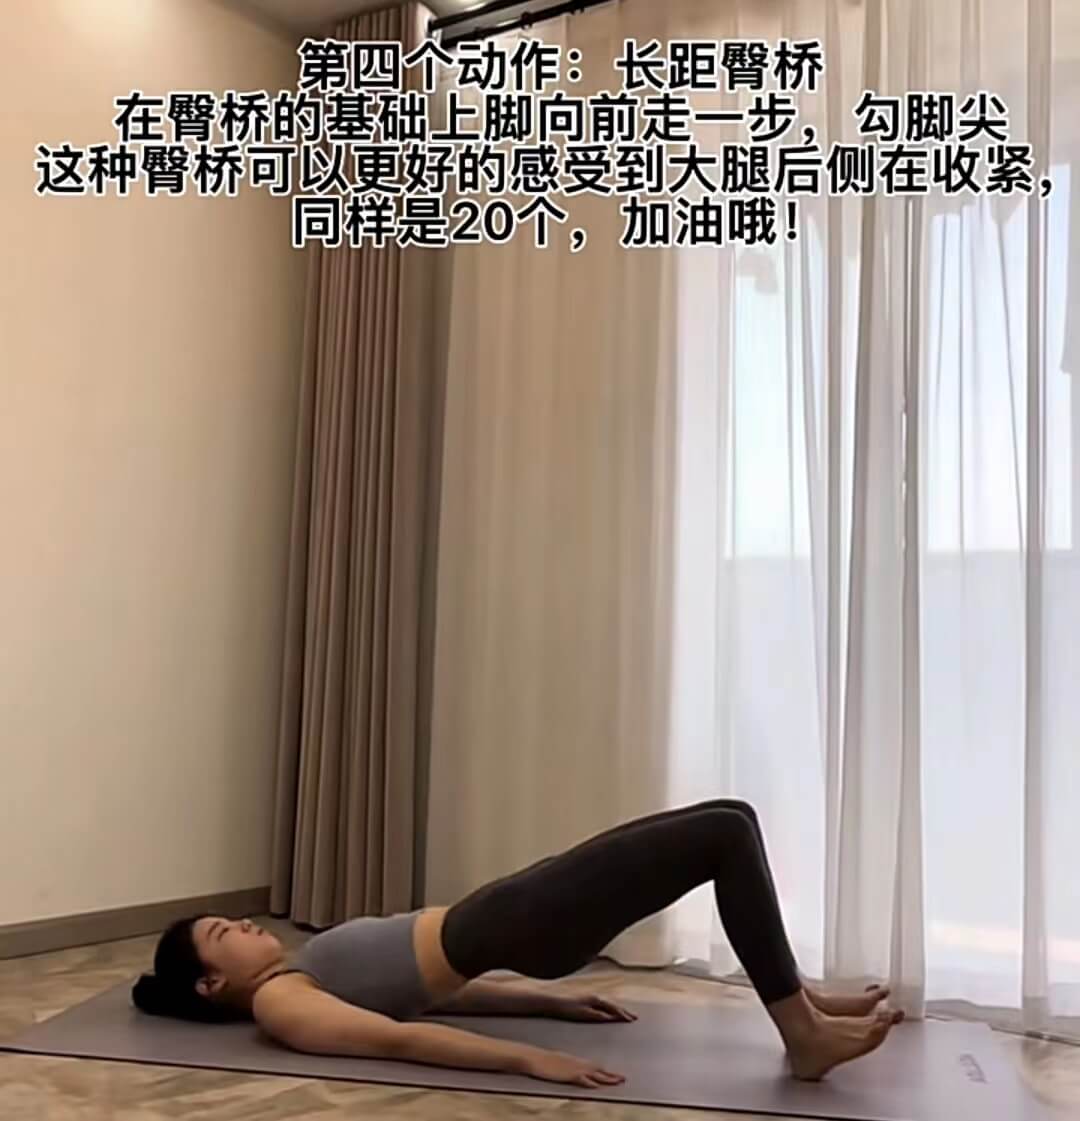 第四个动作：长距臀桥
在臀桥的基础上脚向前走一步，勾脚尖
这种臀桥可以更好的感受到大腿后侧在收紧，
同样是20个，加油哦！